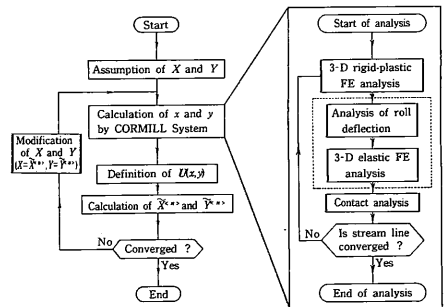 Start
Assumption of X and Y
Calculation of x and y
by CORMILL System
Modification
of X and Y
Definition of U(x,y)
Calculation of X̃<n> and Ỹ<n>
No
Converged ?
Yes
End
Start of analysis
3-D rigid-plastic
FE analysis
Analysis of roll
deflection
3-D elastic FE
analysis
Contact analysis
No
Is stream line
converged ?
Yes
End of analysis